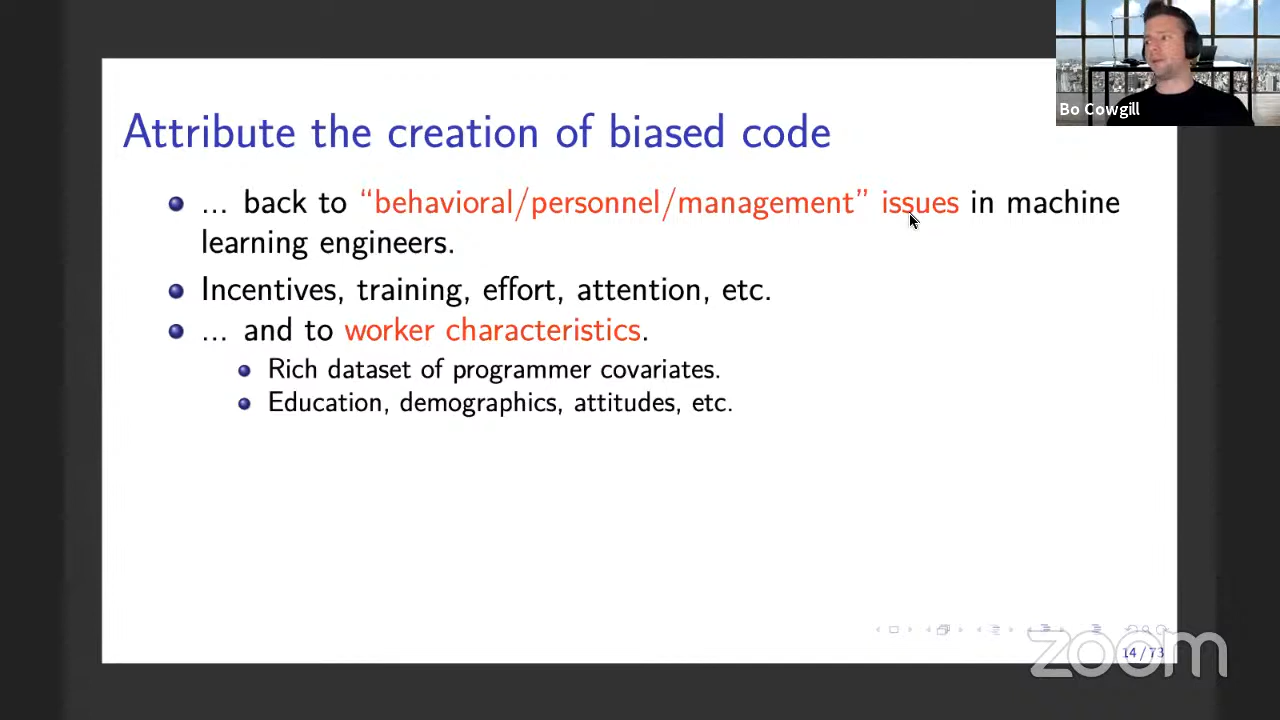 Bo Cowgill
Attribute the creation of biased code
... back to “behavioral/personnel/management” issues in machine
learning engineers.
Incentives, training, effort, attention, etc.
... and to worker characteristics.
Rich dataset of programmer covariates.
Education, demographics, attitudes, etc.
zoom
14 / 73